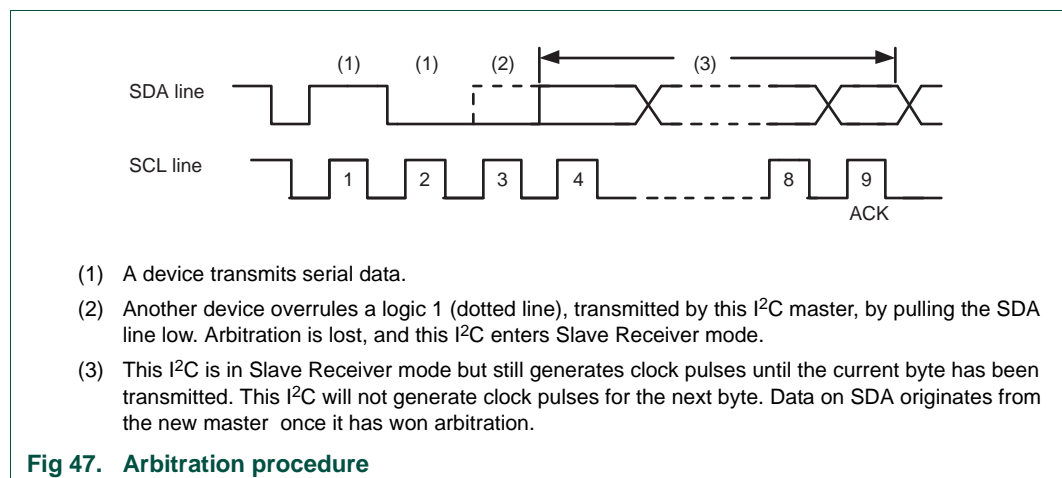 (1) (1) (2) (3)
SDA line
SCL line
1 2 3 4 8 9
ACK
(1) A device transmits serial data.
(2) Another device overrules a logic 1 (dotted line), transmitted by this I2C master, by pulling the SDA
line low. Arbitration is lost, and this I2C enters Slave Receiver mode.
(3) This I2C is in Slave Receiver mode but still generates clock pulses until the current byte has been
transmitted. This I2C will not generate clock pulses for the next byte. Data on SDA originates from
the new master once it has won arbitration.
Fig 47. Arbitration procedure